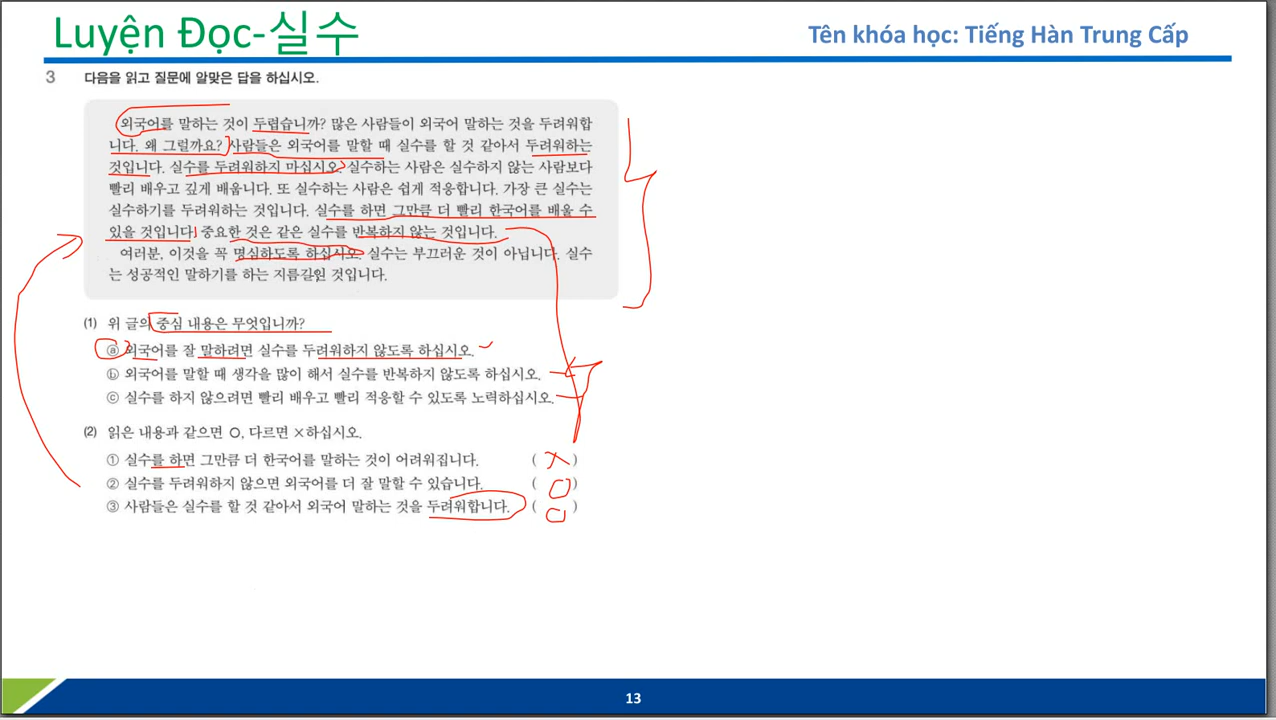 Luyện Đọc-실수
Tên khóa học: Tiếng Hàn Trung Cấp
3 다음을 읽고 질문에 알맞은 답을 하십시오.
외국어를 말하는 것이 두렵습니까? 많은 사람들이 외국어 말하는 것을 두려워합
니다. 왜 그럴까요? 사람들은 외국어를 말할 때 실수를 할 것 같아서 두려워하는
것입니다. 실수를 두려워하지 마십시오. 실수하는 사람은 실수하지 않는 사람보다
빨리 배우고 깊게 배웁니다. 또 실수하는 사람은 쉽게 적응합니다. 가장 큰 실수는
실수하기를 두려워하는 것입니다. 실수를 하면 그만큼 더 빨리 한국어를 배울 수
있을 것입니다. 중요한 것은 같은 실수를 반복하지 않는 것입니다.
여러분, 이것을 꼭 명심하도록 하십시오. 실수는 부끄러운 것이 아닙니다. 실수
는 성공적인 말하기를 하는 지름길인 것입니다.
(1) 위 글의 중심 내용은 무엇입니까?
ⓐ 외국어를 잘 말하려면 실수를 두려워하지 않도록 하십시오.
ⓑ 외국어를 말할 때 생각을 많이 해서 실수를 반복하지 않도록 하십시오.
ⓒ 실수를 하지 않으려면 빨리 배우고 빨리 적응할 수 있도록 노력하십시오.
(2) 읽은 내용과 같으면 O, 다르면 ×하십시오.
① 실수를 하면 그만큼 더 한국어를 말하는 것이 어려워집니다. ( X )
② 실수를 두려워하지 않으면 외국어를 더 잘 말할 수 있습니다. ( O )
③ 사람들은 실수를 할 것 같아서 외국어 말하는 것을 두려워합니다. ( O )
13